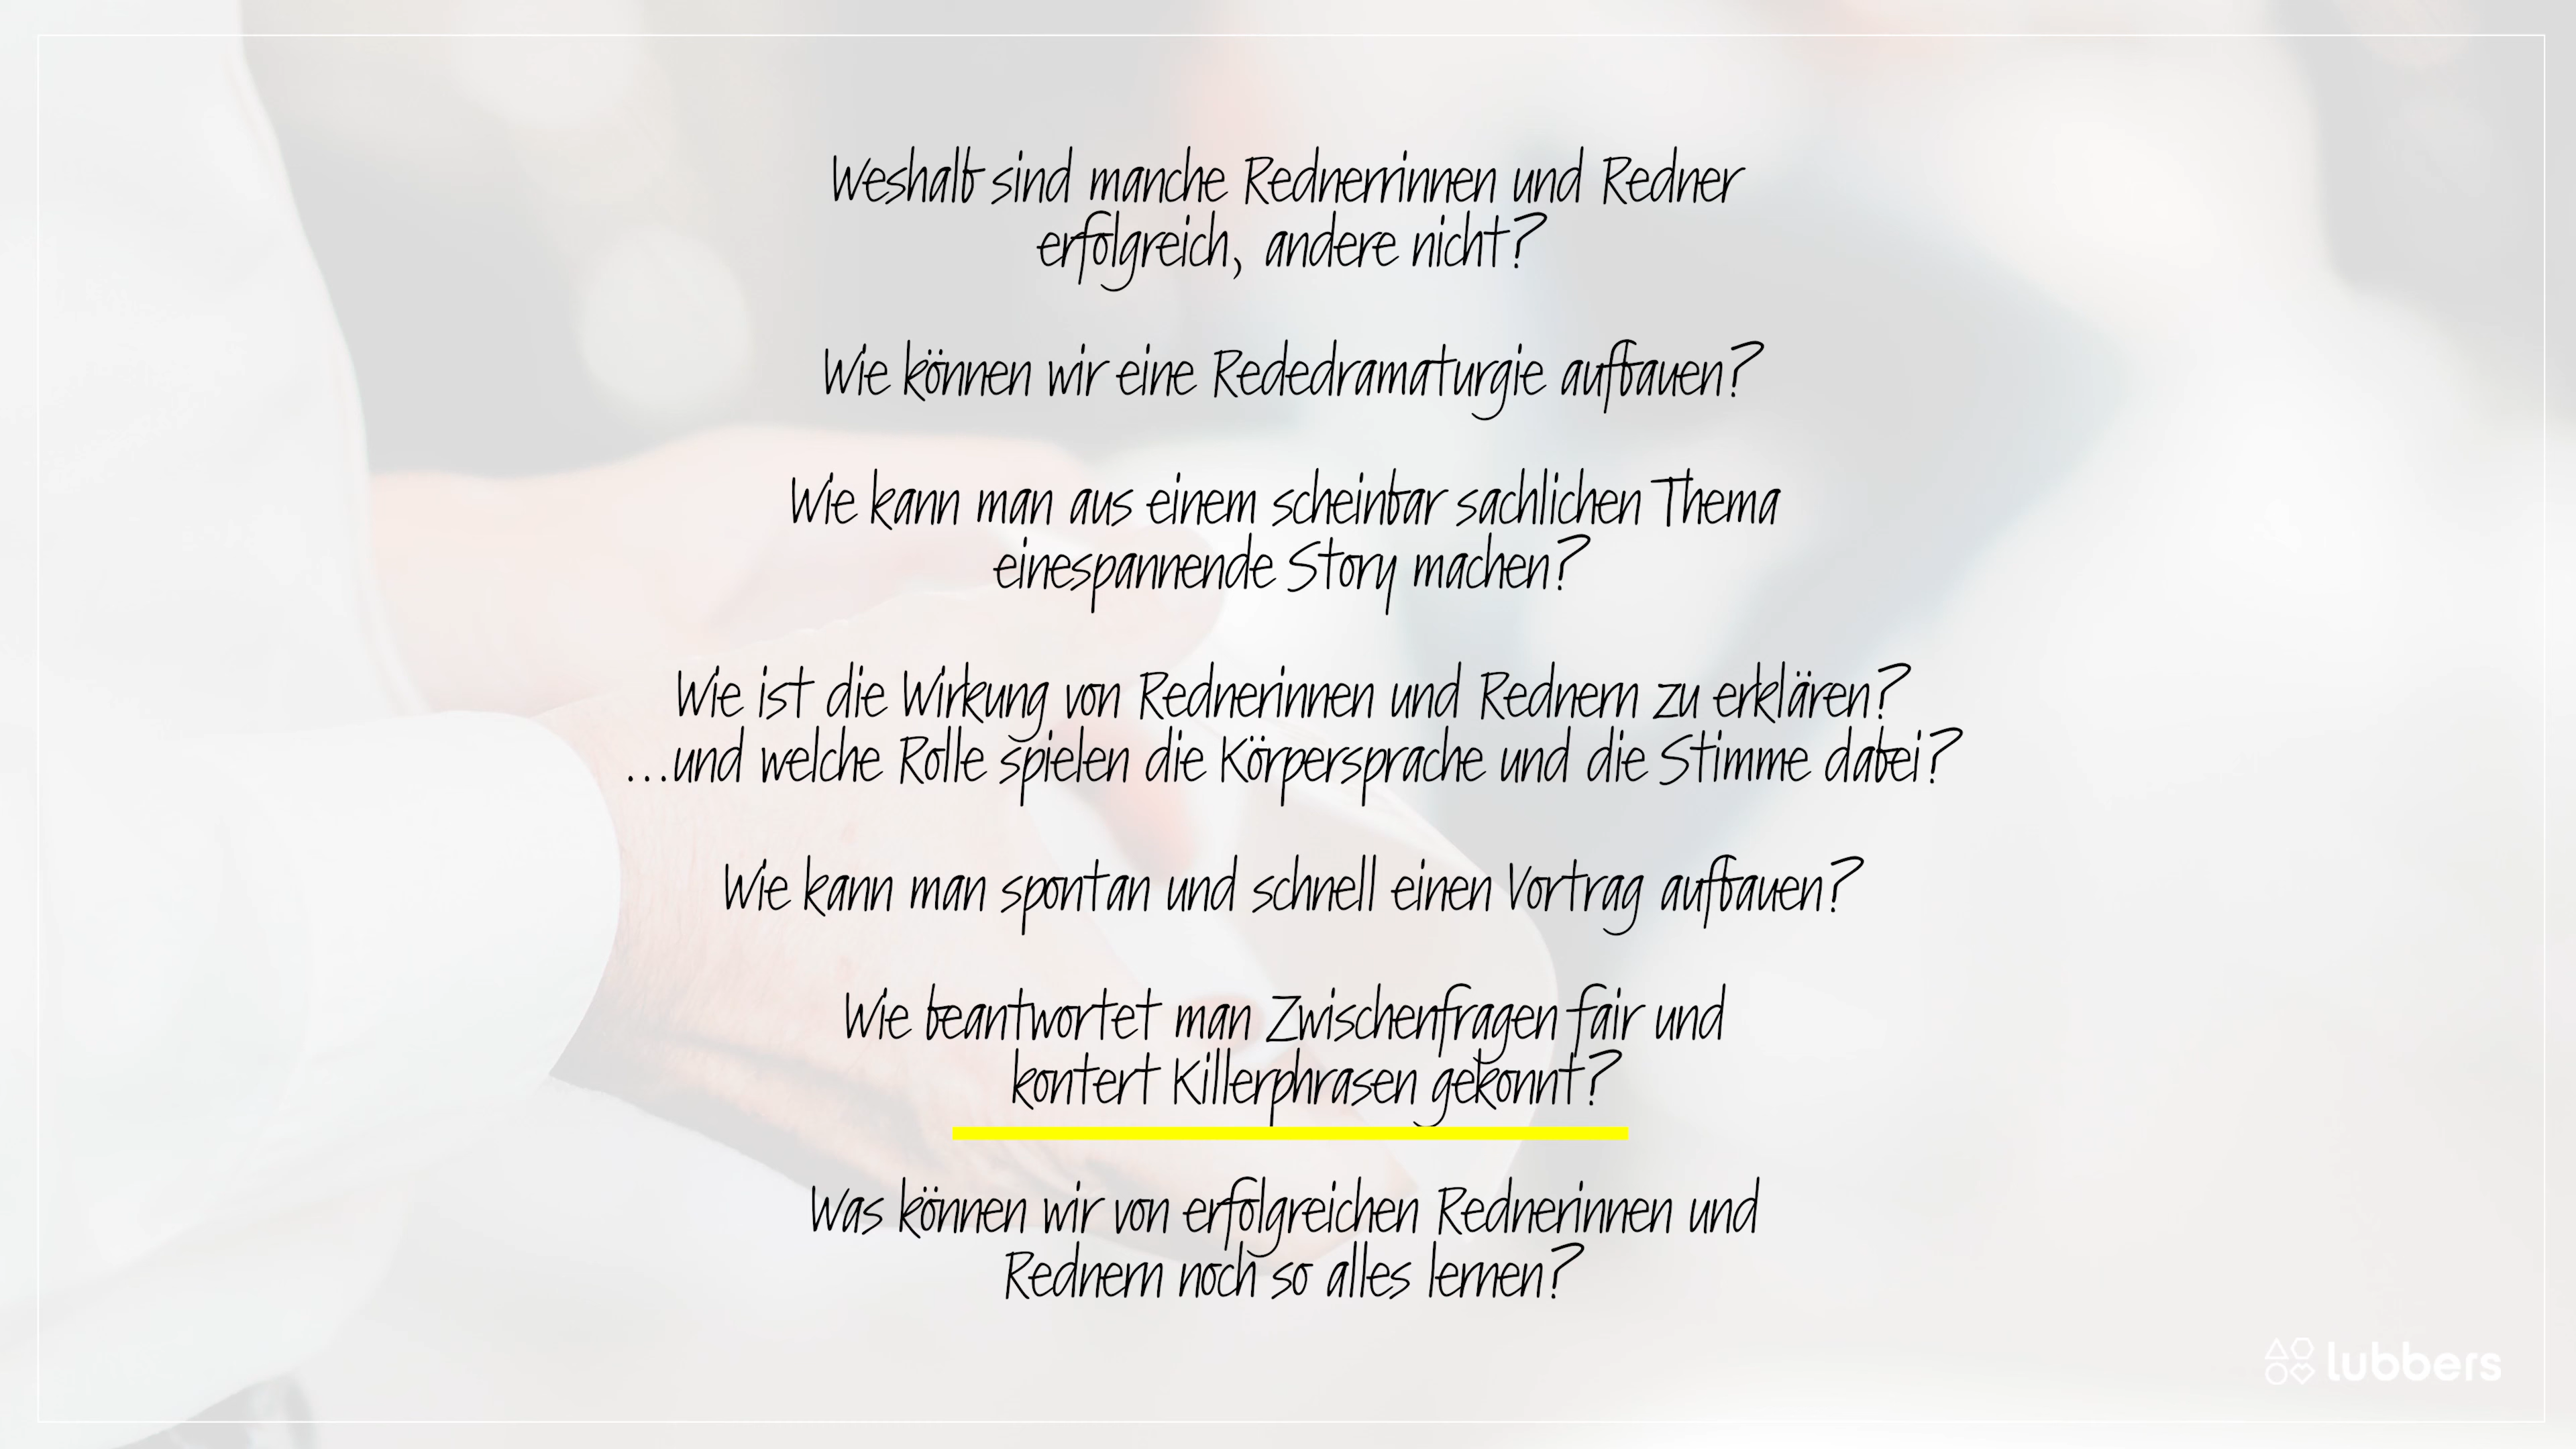 Weshalb sind manche Rednerrinnen und Redner
erfolgreich, andere nicht?
Wie können wir eine Rededramaturgie aufbauen?
Wie kann man aus einem scheinbar sachlichen Thema
einespannende Story machen?
Wie ist die Wirkung von Rednerinnen und Rednern zu erklären?
...und welche Rolle spielen die Körpersprache und die Stimme dabei?
Wie kann man spontan und schnell einen Vortrag aufbauen?
Wie beantwortet man Zwischenfragen fair und
kontert Killerphrasen gekonnt?
Was können wir von erfolgreichen Rednerinnen und
Rednern noch so alles lernen?
lubbers